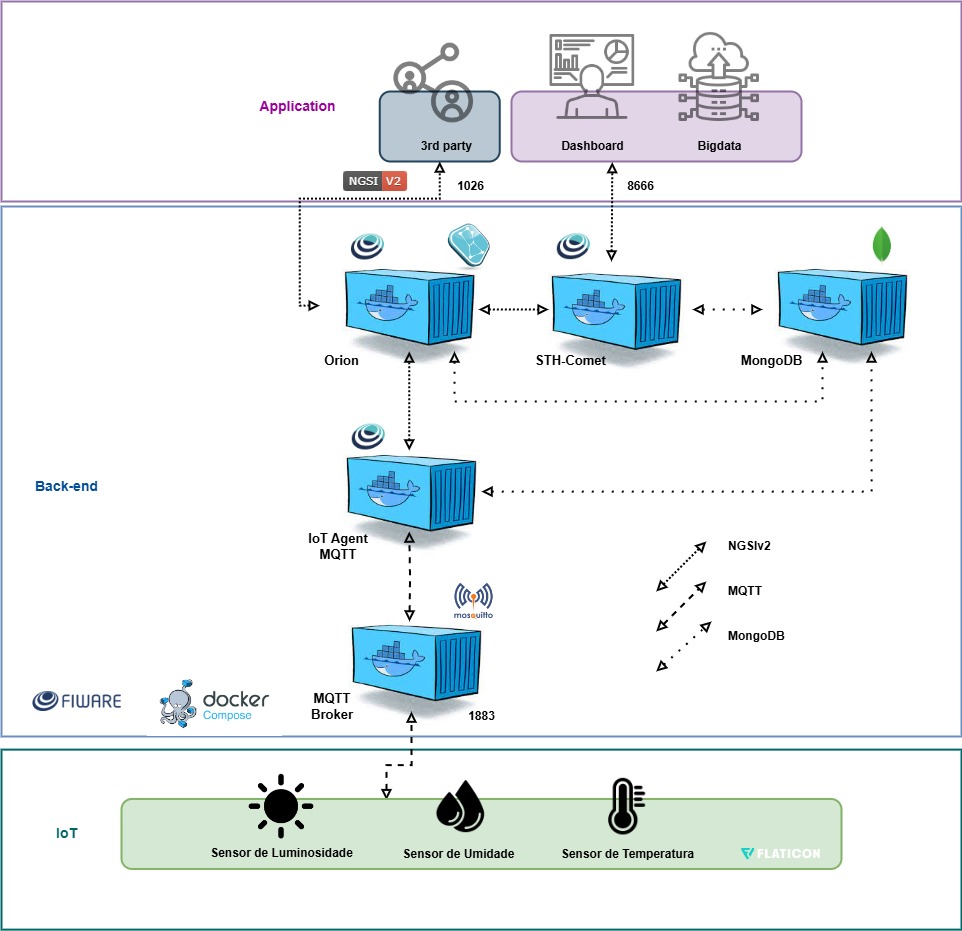 Application
3rd party
Dashboard
Bigdata
NGSI V2
1026
8666
Orion
STH-Comet
MongoDB
Back-end
IoT Agent
MQTT
NGSIv2
MQTT
MongoDB
mosquitto
FIWARE
docker
Compose
MQTT
Broker
1883
IoT
Sensor de Luminosidade
Sensor de Umidade
Sensor de Temperatura
FLATICON